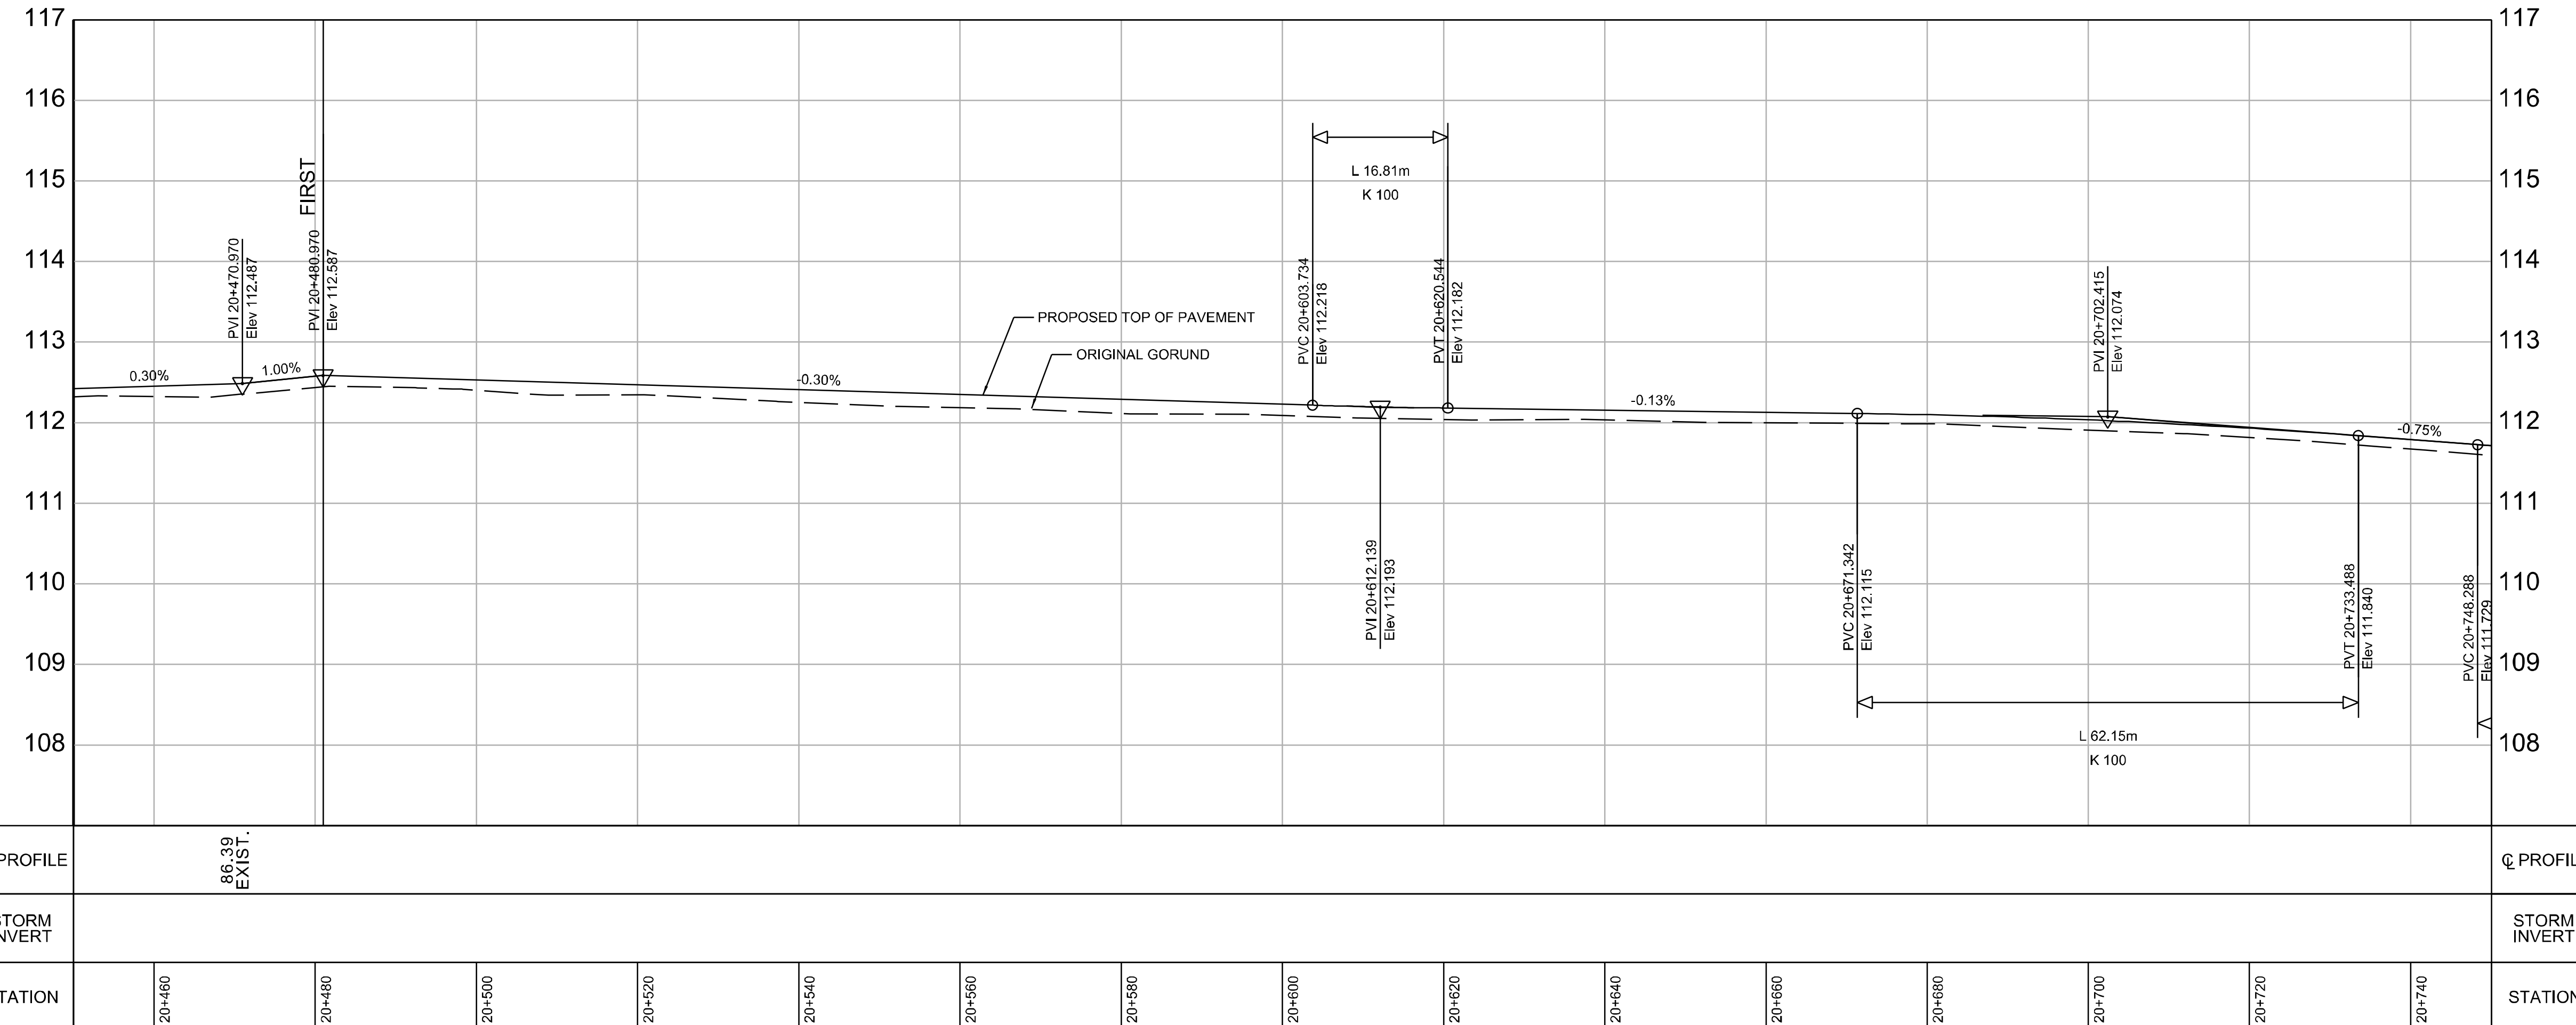 117
116
115
114
113
112
111
110
109
108
117
116
115
114
113
112
111
110
109
108
0.30%
PVI 20+470.970
Elev 112.487
1.00%
FIRST
PVI 20+480.970
Elev 112.587
-0.30%
PROPOSED TOP OF PAVEMENT
ORIGINAL GORUND
L 16.81m
K 100
PVC 20+603.734
Elev 112.218
PVI 20+612.139
Elev 112.193
PVT 20+620.544
Elev 112.182
-0.13%
PVC 20+671.342
Elev 112.115
PVI 20+702.415
Elev 112.074
L 62.15m
K 100
PVT 20+733.488
Elev 111.840
-0.75%
PVC 20+748.288
Elev 111.729
PROFILE
86.39
EXIST.
℄ PROFIL
STORM
NVERT
STORM
INVERT
TATION
20+460
20+480
20+500
20+520
20+540
20+560
20+580
20+600
20+620
20+640
20+660
20+680
20+700
20+720
20+740
STATION